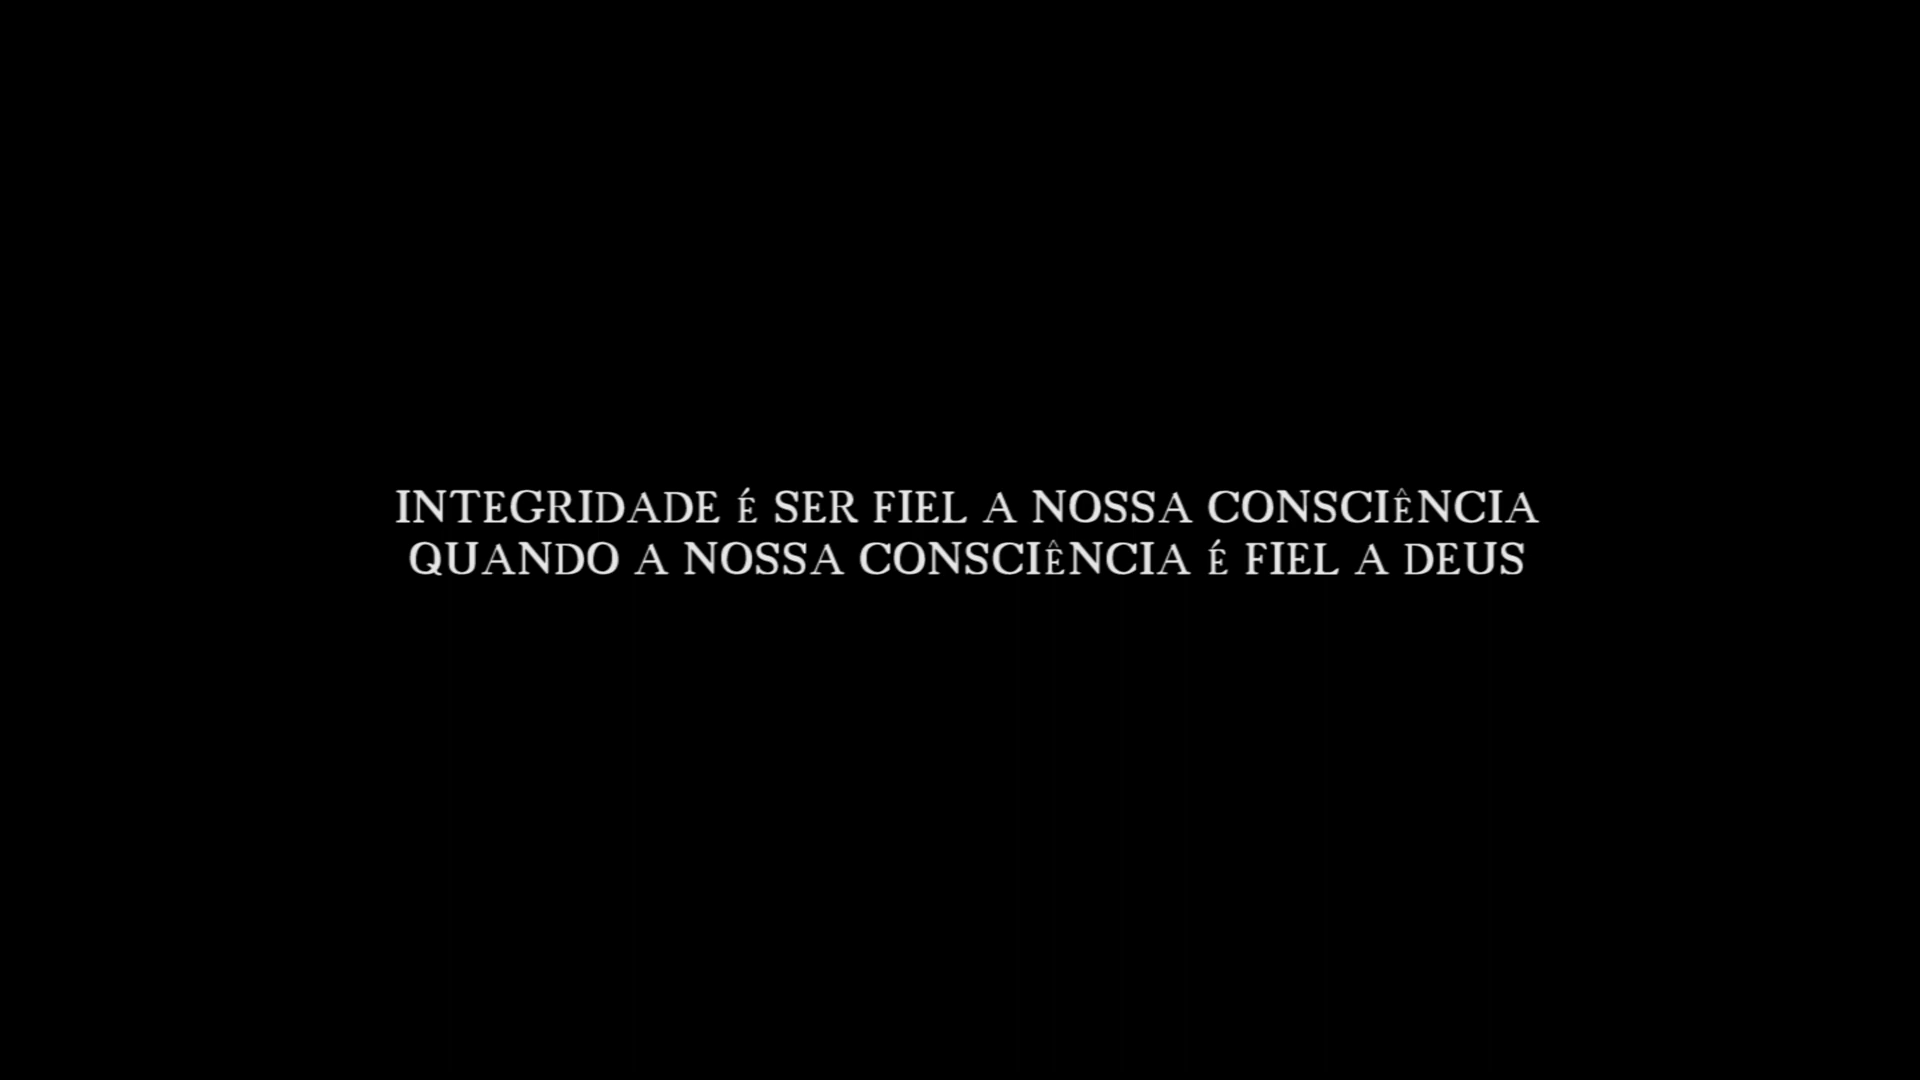 INTEGRIDADE É SER FIEL A NOSSA CONSCIÊNCIA
QUANDO A NOSSA CONSCIÊNCIA É FIEL A DEUS